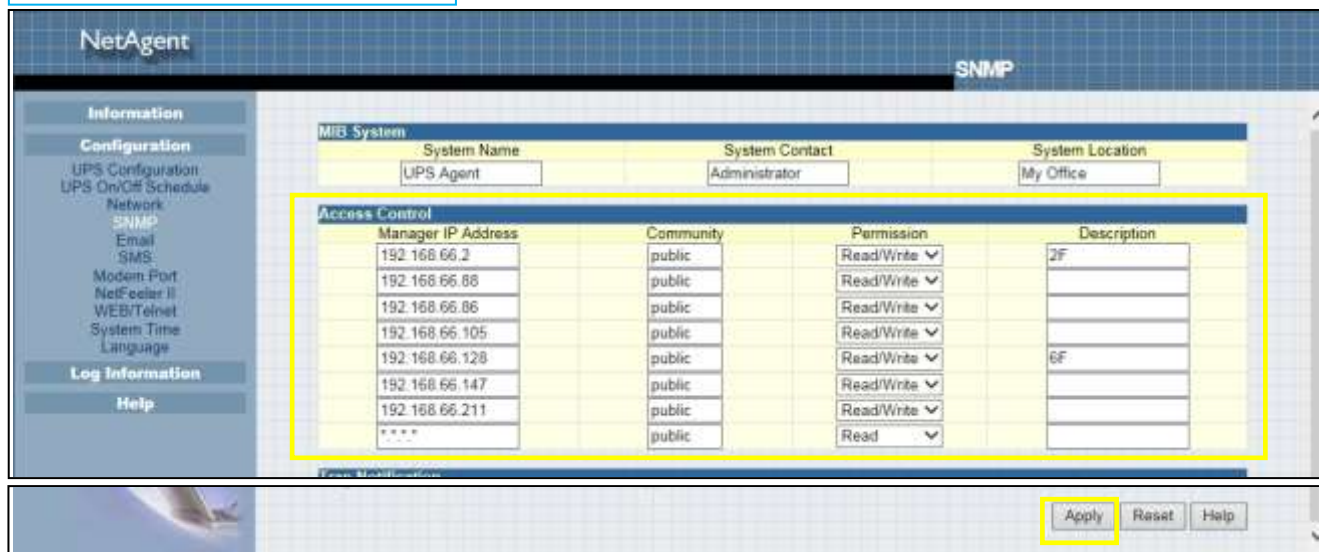 NetAgent
SNMP
Information
Configuration
UPS Configuration
UPS On/Off Schedule
Network
SNMP
Email
SMS
Modem Port
NetFeeler II
WEB/Telnet
System Time
Language
Log Information
Help
MIB System
System Name System Contact System Location
UPS Agent Administrator My Office
Access Control
Manager IP Address Community Permission Description
192.168.66.2 public Read/Write 2F
192.168.66.88 public Read/Write
192.168.66.86 public Read/Write
192.168.66.105 public Read/Write
192.168.66.128 public Read/Write 6F
192.168.66.147 public Read/Write
192.168.66.211 public Read/Write
*.*.*.* public Read
Trap Notification
Apply Reset Help